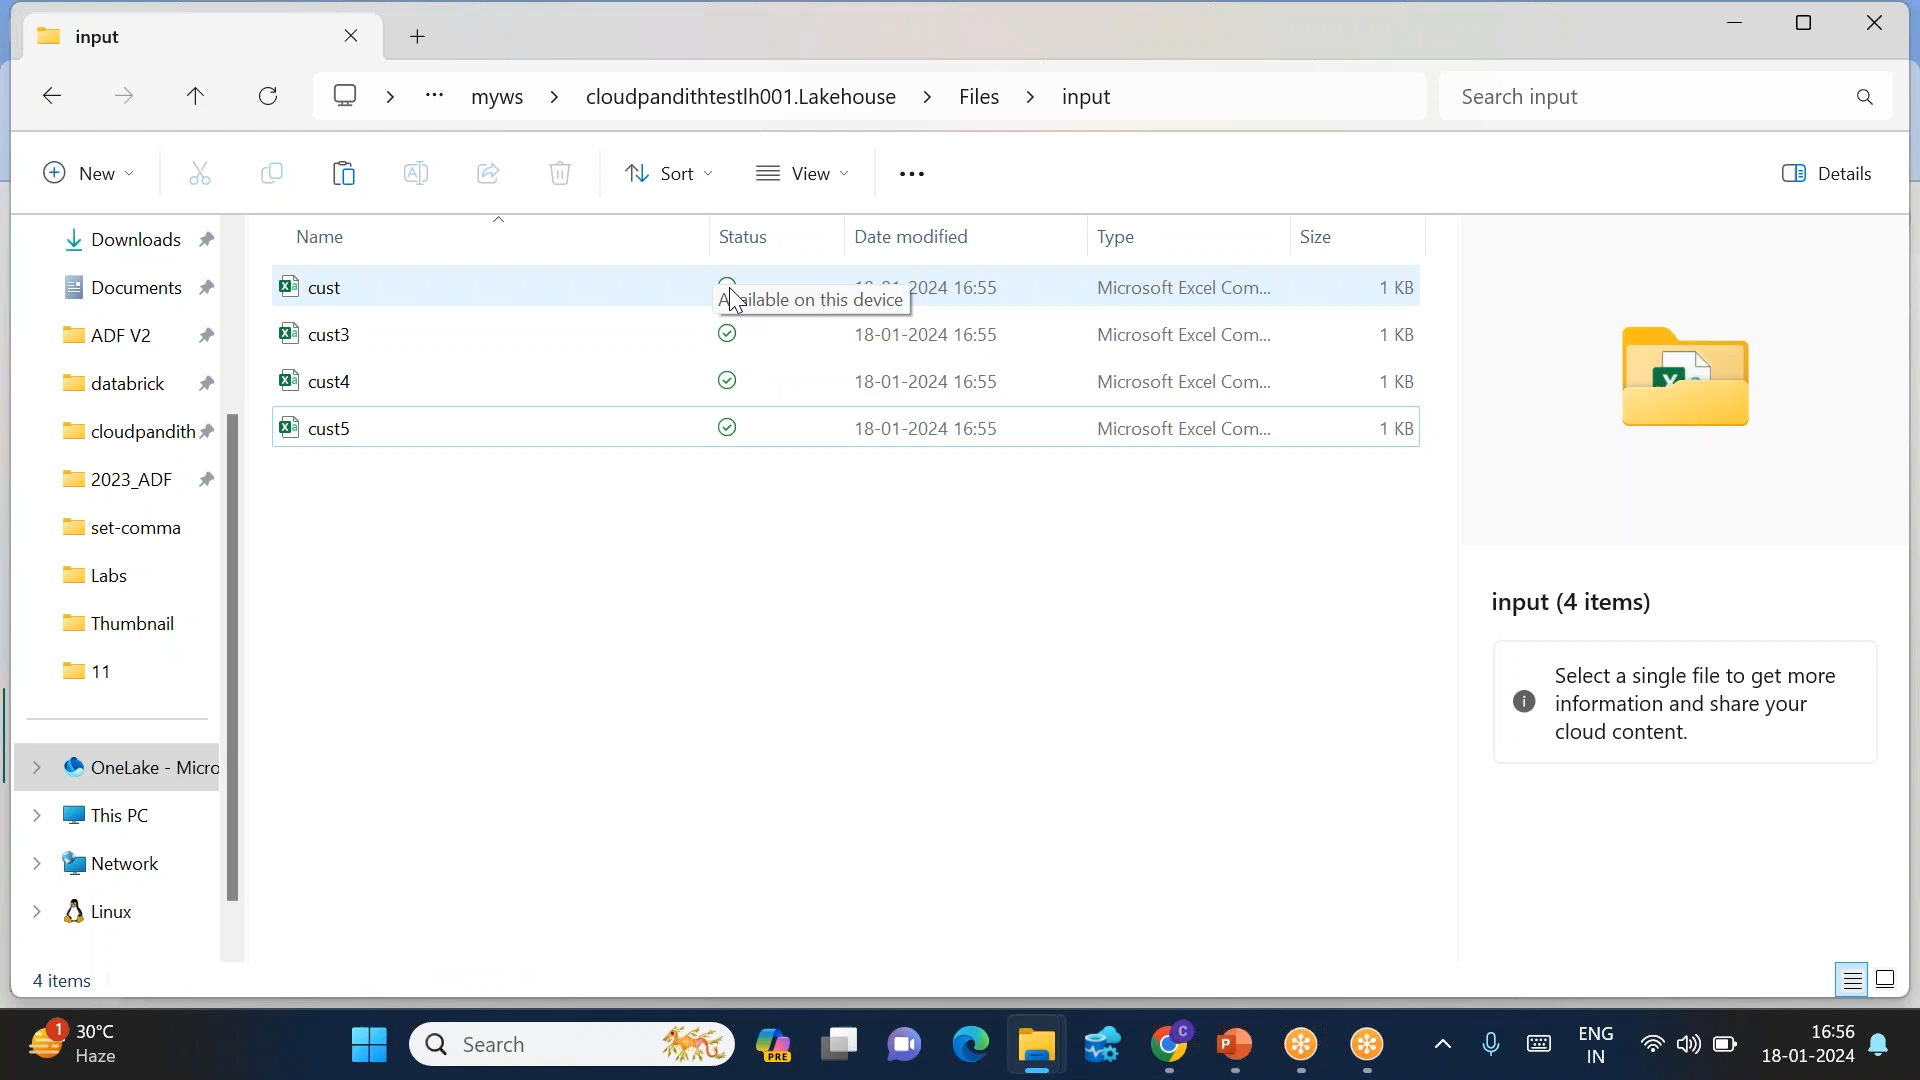 input
myws > cloudpandithtestlh001.Lakehouse > Files > input
Search input
New
Sort
View
Details
Downloads
Documents
ADF V2
databrick
cloudpandith
2023_ADF
set-comma
Labs
Thumbnail
11
OneLake - Micro
This PC
Network
Linux
Name Status Date modified Type Size
cust 2024 16:55 Microsoft Excel Com... 1 KB
Available on this device
cust3 18-01-2024 16:55 Microsoft Excel Com... 1 KB
cust4 18-01-2024 16:55 Microsoft Excel Com... 1 KB
cust5 18-01-2024 16:55 Microsoft Excel Com... 1 KB
input (4 items)
Select a single file to get more
information and share your
cloud content.
4 items
1
30°C
Haze
Search
PRE
C
P
ENG
IN
16:56
18-01-2024